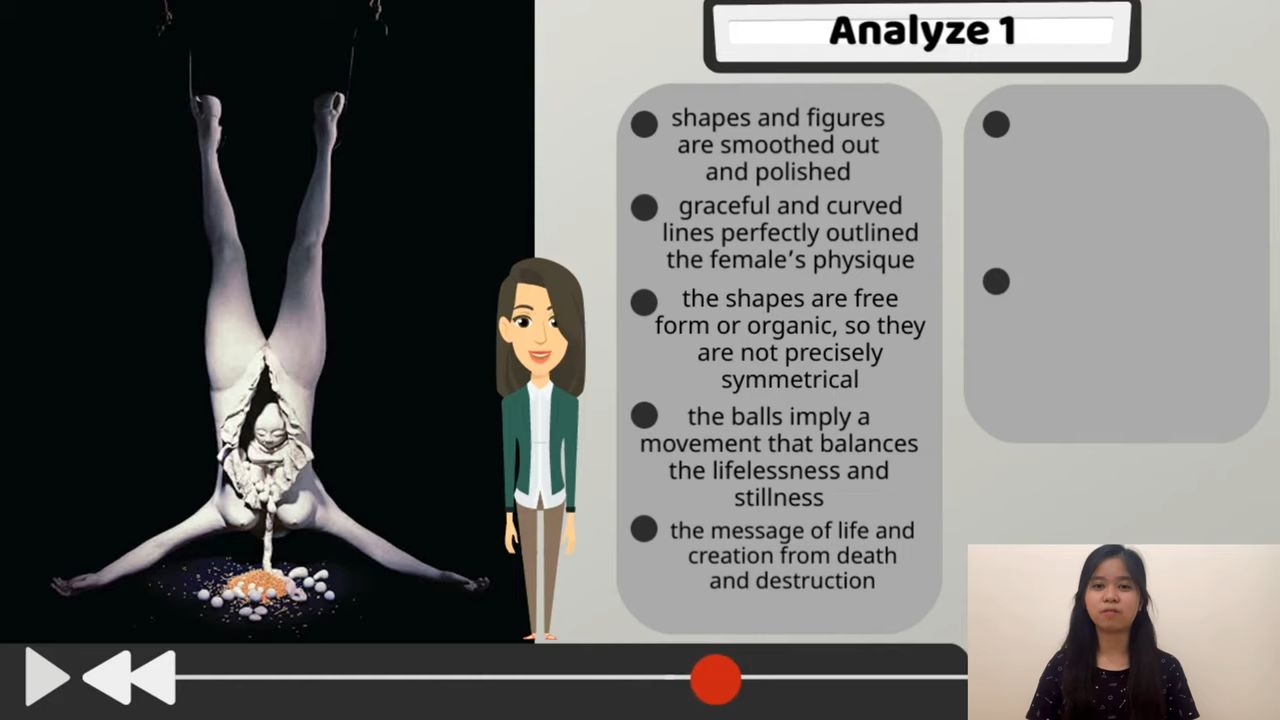 Analyze 1
shapes and figures
are smoothed out
and polished
graceful and curved
lines perfectly outlined
the female’s physique
the shapes are free
form or organic, so they
are not precisely
symmetrical
the balls imply a
movement that balances
the lifelessness and
stillness
the message of life and
creation from death
and destruction